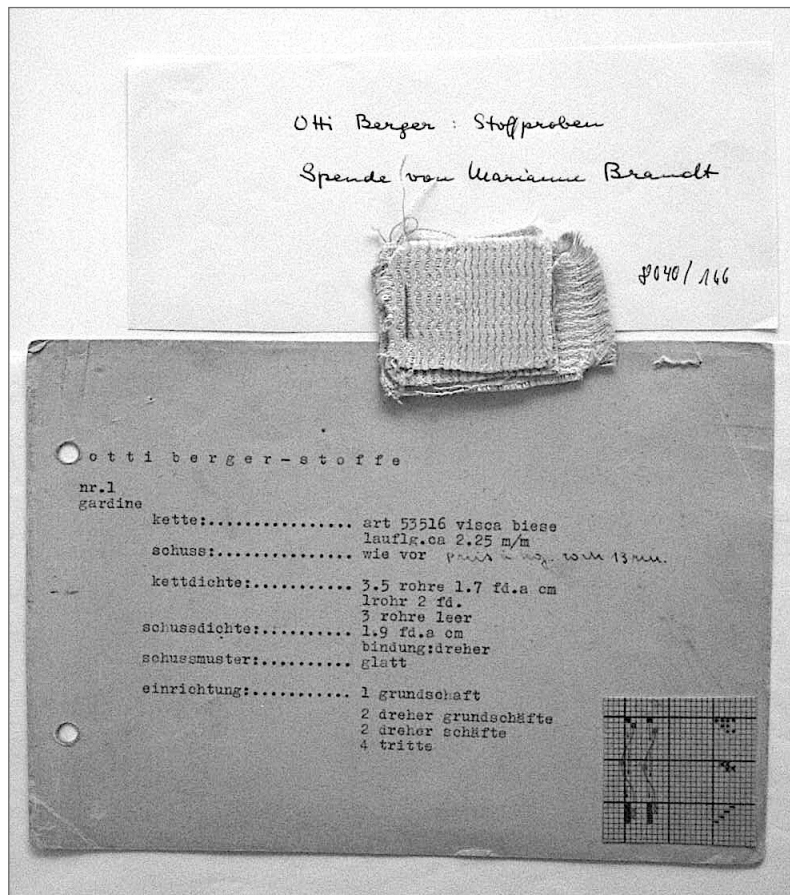 Otti Berger : Stoffproben
Spende von Marianne Brandt
8040/166
otti berger-stoffe
nr.1
gardine
kette:................ art 53516 visca biese
lauflg.ca 2.25 m/m
schuss:............... wie vor preis
kettdichte:........... 3.5 rohre 1.7 fd.a cm
1rohr 2 fd.
3 rohre leer
schussdichte:......... 1.9 fd.a cm
bindung:dreher
schussmuster:......... glatt
einrichtung:.......... 1 grundschaft
2 dreher grundschäfte
2 dreher schäfte
4 tritte